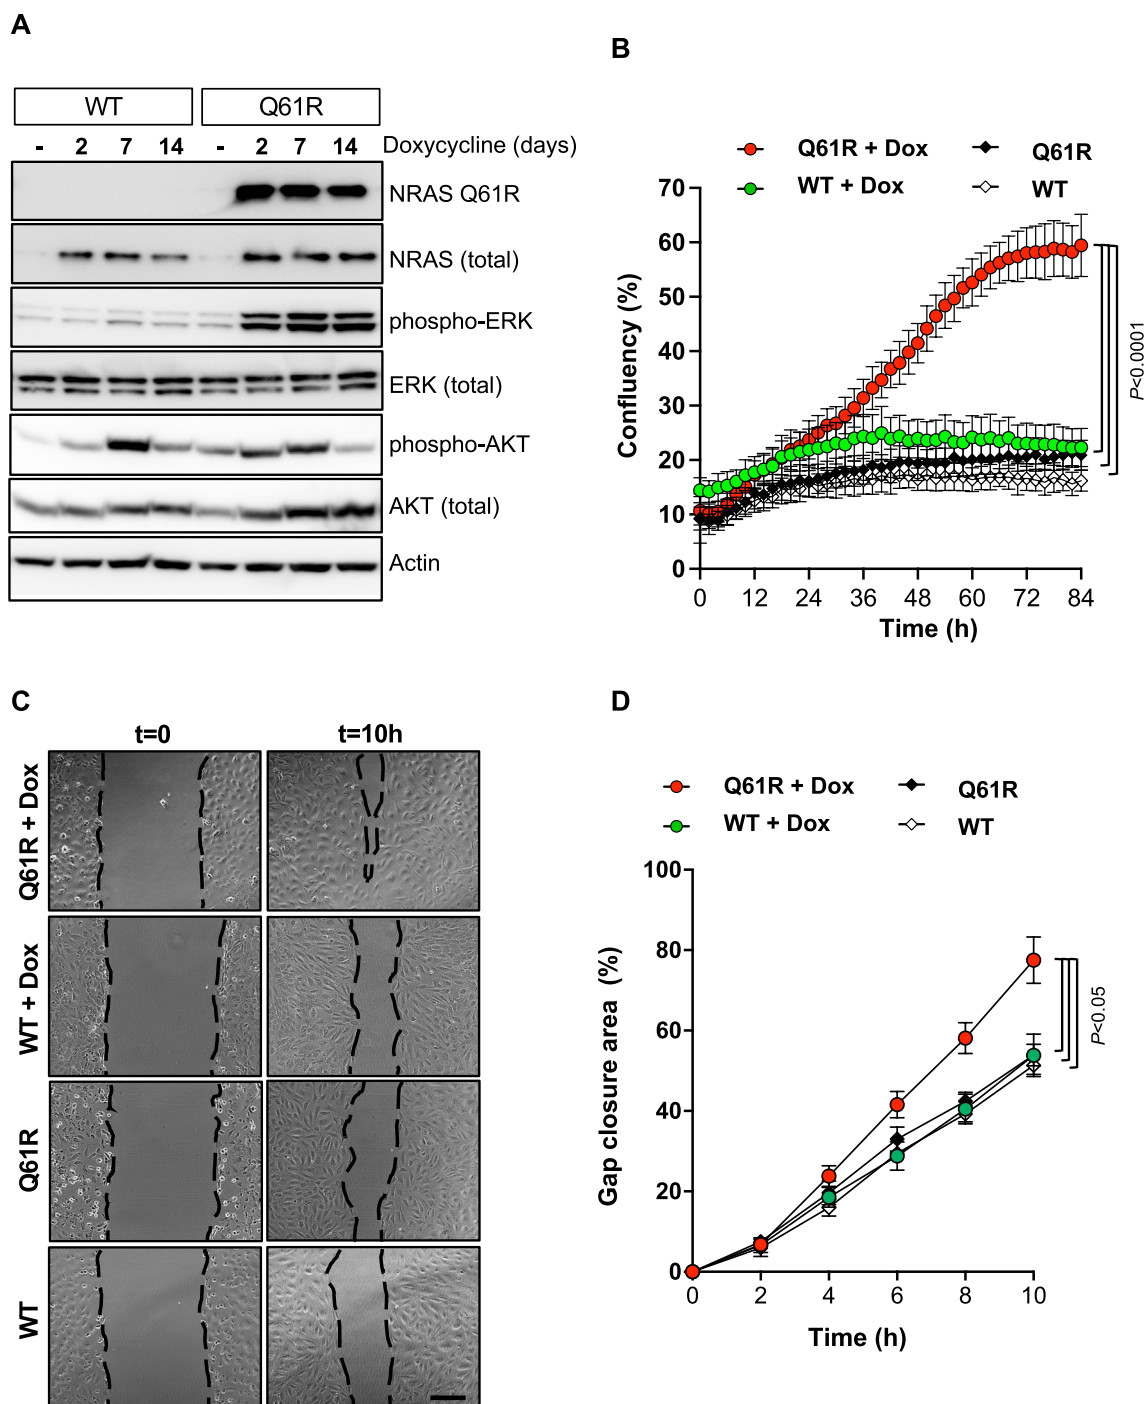 A
WT Q61R
- 2 7 14 - 2 7 14 Doxycycline (days)
NRAS Q61R
NRAS (total)
phospho-ERK
ERK (total)
phospho-AKT
AKT (total)
Actin
B
Q61R + Dox Q61R
WT + Dox WT
Confluency (%)
70
60
50
40
30
20
10
0
0 12 24 36 48 60 72 84
Time (h)
P<0.0001
C
t=0 t=10h
Q61R + Dox
WT + Dox
Q61R
WT
D
Q61R + Dox Q61R
WT + Dox WT
Gap closure area (%)
100
80
60
40
20
0
0 2 4 6 8 10
Time (h)
P<0.05